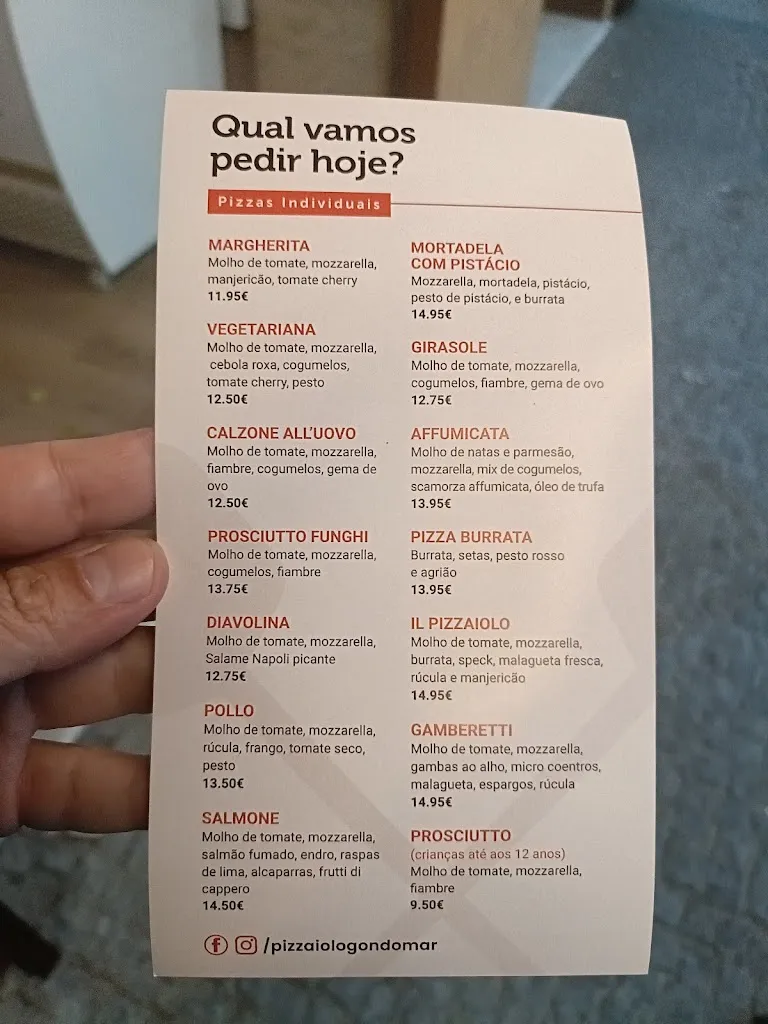 Qual vamos
pedir hoje?
Pizzas Individuais
MARGHERITA
Molho de tomate, mozzarella,
manjericão, tomate cherry
11.95€
VEGETARIANA
Molho de tomate, mozzarella,
cebola roxa, cogumelos,
tomate cherry, pesto
12.50€
CALZONE ALL'UOVO
Molho de tomate, mozzarella,
fiambre, cogumelos, gema de
ovo
12.50€
PROSCIUTTO FUNGHI
Molho de tomate, mozzarella,
cogumelos, fiambre
13.75€
DIAVOLINA
Molho de tomate, mozzarella,
Salame Napoli picante
12.75€
POLLO
Molho de tomate, mozzarella,
rúcula, frango, tomate seco,
pesto
13.50€
SALMONE
Molho de tomate, mozzarella,
salmão fumado, endro, raspas
de lima, alcaparras, frutti di
cappero
14.50€
MORTADELA
COM PISTÁCIO
Mozzarella, mortadela, pistácio,
pesto de pistácio, e burrata
14.95€
GIRASOLE
Molho de tomate, mozzarella,
cogumelos, fiambre, gema de ovo
12.75€
AFFUMICATA
Molho de natas e parmesão,
mozzarella, mix de cogumelos,
scamorza affumicata, óleo de trufa
13.95€
PIZZA BURRATA
Burrata, setas, pesto rosso
e agrião
13.95€
IL PIZZAIOLO
Molho de tomate, mozzarella,
burrata, speck, malagueta fresca,
rúcula e manjericão
14.95€
GAMBERETTI
Molho de tomate, mozzarella,
gambas ao alho, micro coentros,
malagueta, espargos, rúcula
14.95€
PROSCIUTTO
(crianças até aos 12 anos)
Molho de tomate, mozzarella,
fiambre
9.50€
/pizzaiologondomar